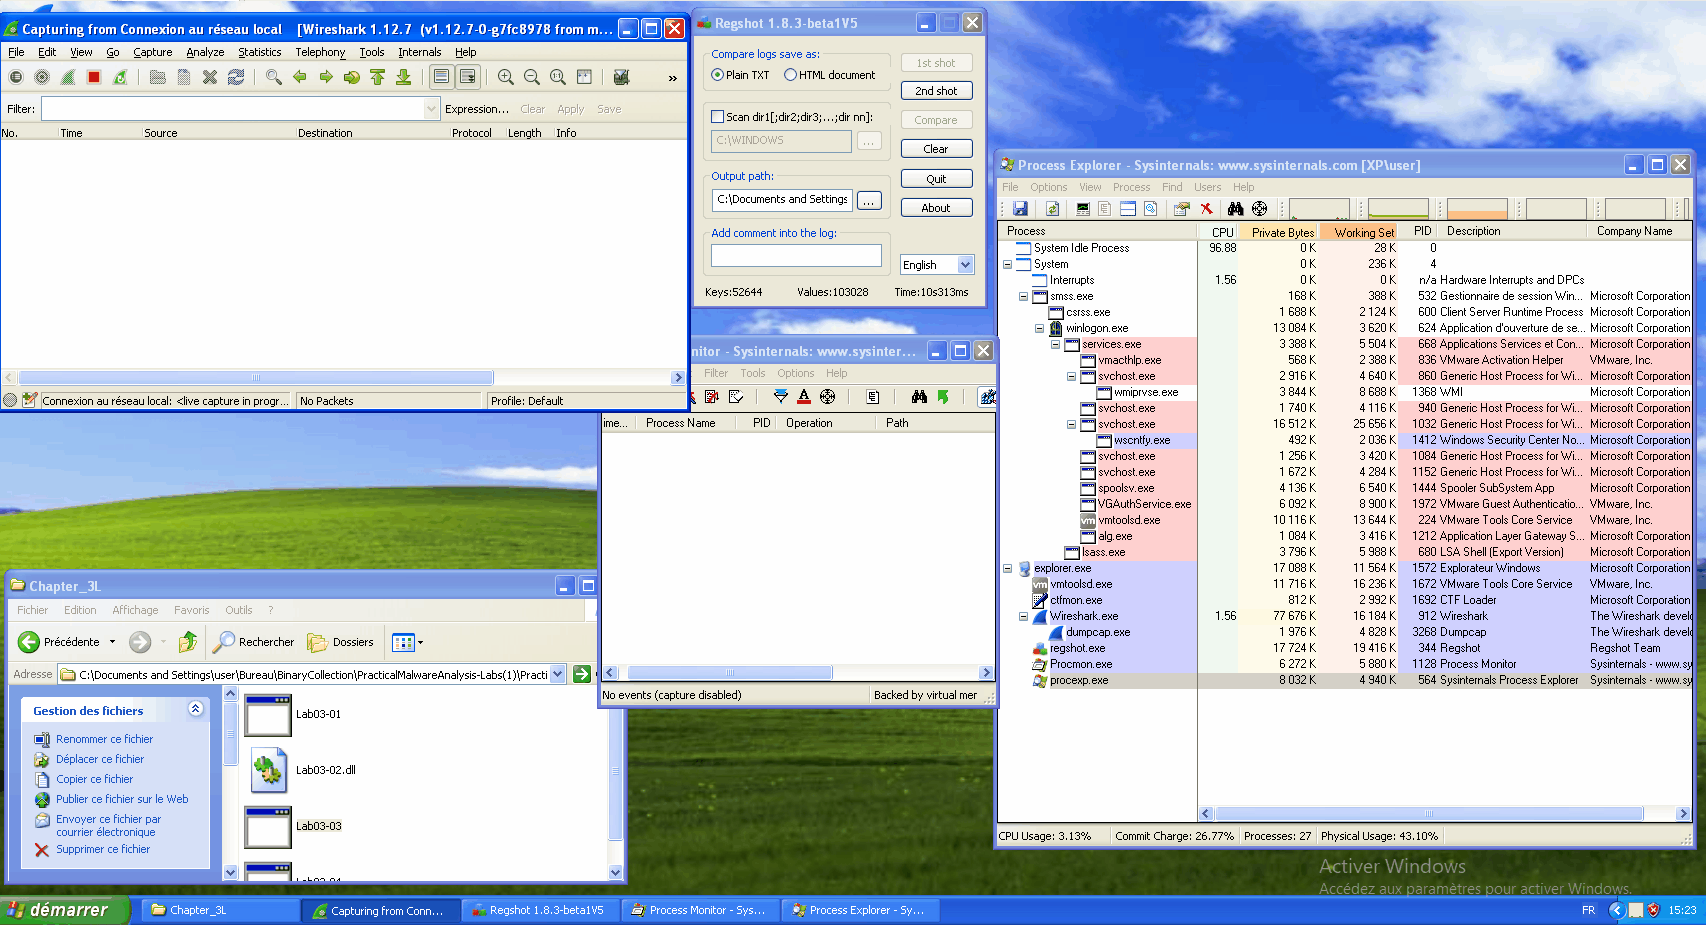 Capturing from Connexion au réseau local [Wireshark 1.12.7 (v1.12.7-0-g7fc8978 from m...
File Edit View Go Capture Analyze Statistics Telephony Tools Internals Help
Filter: Expression... Clear Apply Save
No. Time Source Destination Protocol Length Info
Connexion au réseau local: <live capture in progr... No Packets Profile: Default
Regshot 1.8.3-beta1V5
Compare logs save as:
Plain TXT HTML document
1st shot
2nd shot
Scan dir1[;dir2;dir3;...;dir nn]:
Compare
C:\WINDOWS ...
Clear
Output path:
Quit
C:\Documents and Settings ...
About
Add comment into the log:
English
Keys:52644 Values:103028 Time:10s313ms
nitor - Sysinternals: www.sysinter...
Filter Tools Options Help
ime... Process Name PID Operation Path
No events (capture disabled) Backed by virtual mer
Process Explorer - Sysinternals: www.sysinternals.com [XP\user]
File Options View Process Find Users Help
Process CPU Private Bytes Working Set PID Description Company Name
System Idle Process 96.88 0 K 28 K 0
System 0 K 236 K 4
Interrupts 1.56 0 K 0 K n/a Hardware Interrupts and DPCs
smss.exe 168 K 388 K 532 Gestionnaire de session Win... Microsoft Corporation
csrss.exe 1 688 K 2 124 K 600 Client Server Runtime Process Microsoft Corporation
winlogon.exe 13 084 K 3 620 K 624 Application d'ouverture de se... Microsoft Corporation
services.exe 3 388 K 5 504 K 668 Applications Services et Con... Microsoft Corporation
vmacthlp.exe 568 K 2 388 K 836 VMware Activation Helper VMware, Inc.
svchost.exe 2 916 K 4 640 K 860 Generic Host Process for Wi... Microsoft Corporation
wmiprvse.exe 3 844 K 8 688 K 1368 WMI Microsoft Corporation
svchost.exe 1 740 K 4 116 K 940 Generic Host Process for Wi... Microsoft Corporation
svchost.exe 16 512 K 25 656 K 1032 Generic Host Process for Wi... Microsoft Corporation
wscntfy.exe 492 K 2 036 K 1412 Windows Security Center No... Microsoft Corporation
svchost.exe 1 256 K 3 420 K 1084 Generic Host Process for Wi... Microsoft Corporation
svchost.exe 1 672 K 4 284 K 1152 Generic Host Process for Wi... Microsoft Corporation
spoolsv.exe 4 136 K 6 540 K 1444 Spooler SubSystem App Microsoft Corporation
VGAuthService.exe 6 092 K 8 900 K 1972 VMware Guest Authenticatio... VMware, Inc.
vmtoolsd.exe 10 116 K 13 644 K 224 VMware Tools Core Service VMware, Inc.
alg.exe 1 084 K 3 416 K 1212 Application Layer Gateway S... Microsoft Corporation
lsass.exe 3 796 K 5 988 K 680 LSA Shell (Export Version) Microsoft Corporation
explorer.exe 17 088 K 11 564 K 1572 Explorateur Windows Microsoft Corporation
vmtoolsd.exe 11 716 K 16 236 K 1672 VMware Tools Core Service VMware, Inc.
ctfmon.exe 812 K 2 992 K 1692 CTF Loader Microsoft Corporation
Wireshark.exe 1.56 77 676 K 16 184 K 912 Wireshark The Wireshark develo
dumpcap.exe 1 976 K 4 828 K 3268 Dumpcap The Wireshark develo
regshot.exe 17 724 K 19 416 K 344 Regshot Regshot Team
Procmon.exe 6 272 K 5 880 K 1128 Process Monitor Sysinternals - www.sy
procexp.exe 8 032 K 4 940 K 564 Sysinternals Process Explorer Sysinternals - www.sy
CPU Usage: 3.13% Commit Charge: 26.77% Processes: 27 Physical Usage: 43.10%
Chapter_3L
Fichier Edition Affichage Favoris Outils ?
Précédente Rechercher Dossiers
Adresse C:\Documents and Settings\user\Bureau\BinaryCollection\PracticalMalwareAnalysis-Labs(1)\Practi
Gestion des fichiers
Renommer ce fichier
Déplacer ce fichier
Copier ce fichier
Publier ce fichier sur le Web
Envoyer ce fichier par
courrier électronique
Supprimer ce fichier
Lab03-01
Lab03-02.dll
Lab03-03
Lab03-04
Activer Windows
Accédez aux paramètres pour activer Windows.
démarrer Chapter_3L Capturing from Conn... Regshot 1.8.3-beta1V5 Process Monitor - Sys... Process Explorer - Sy... FR 15:23